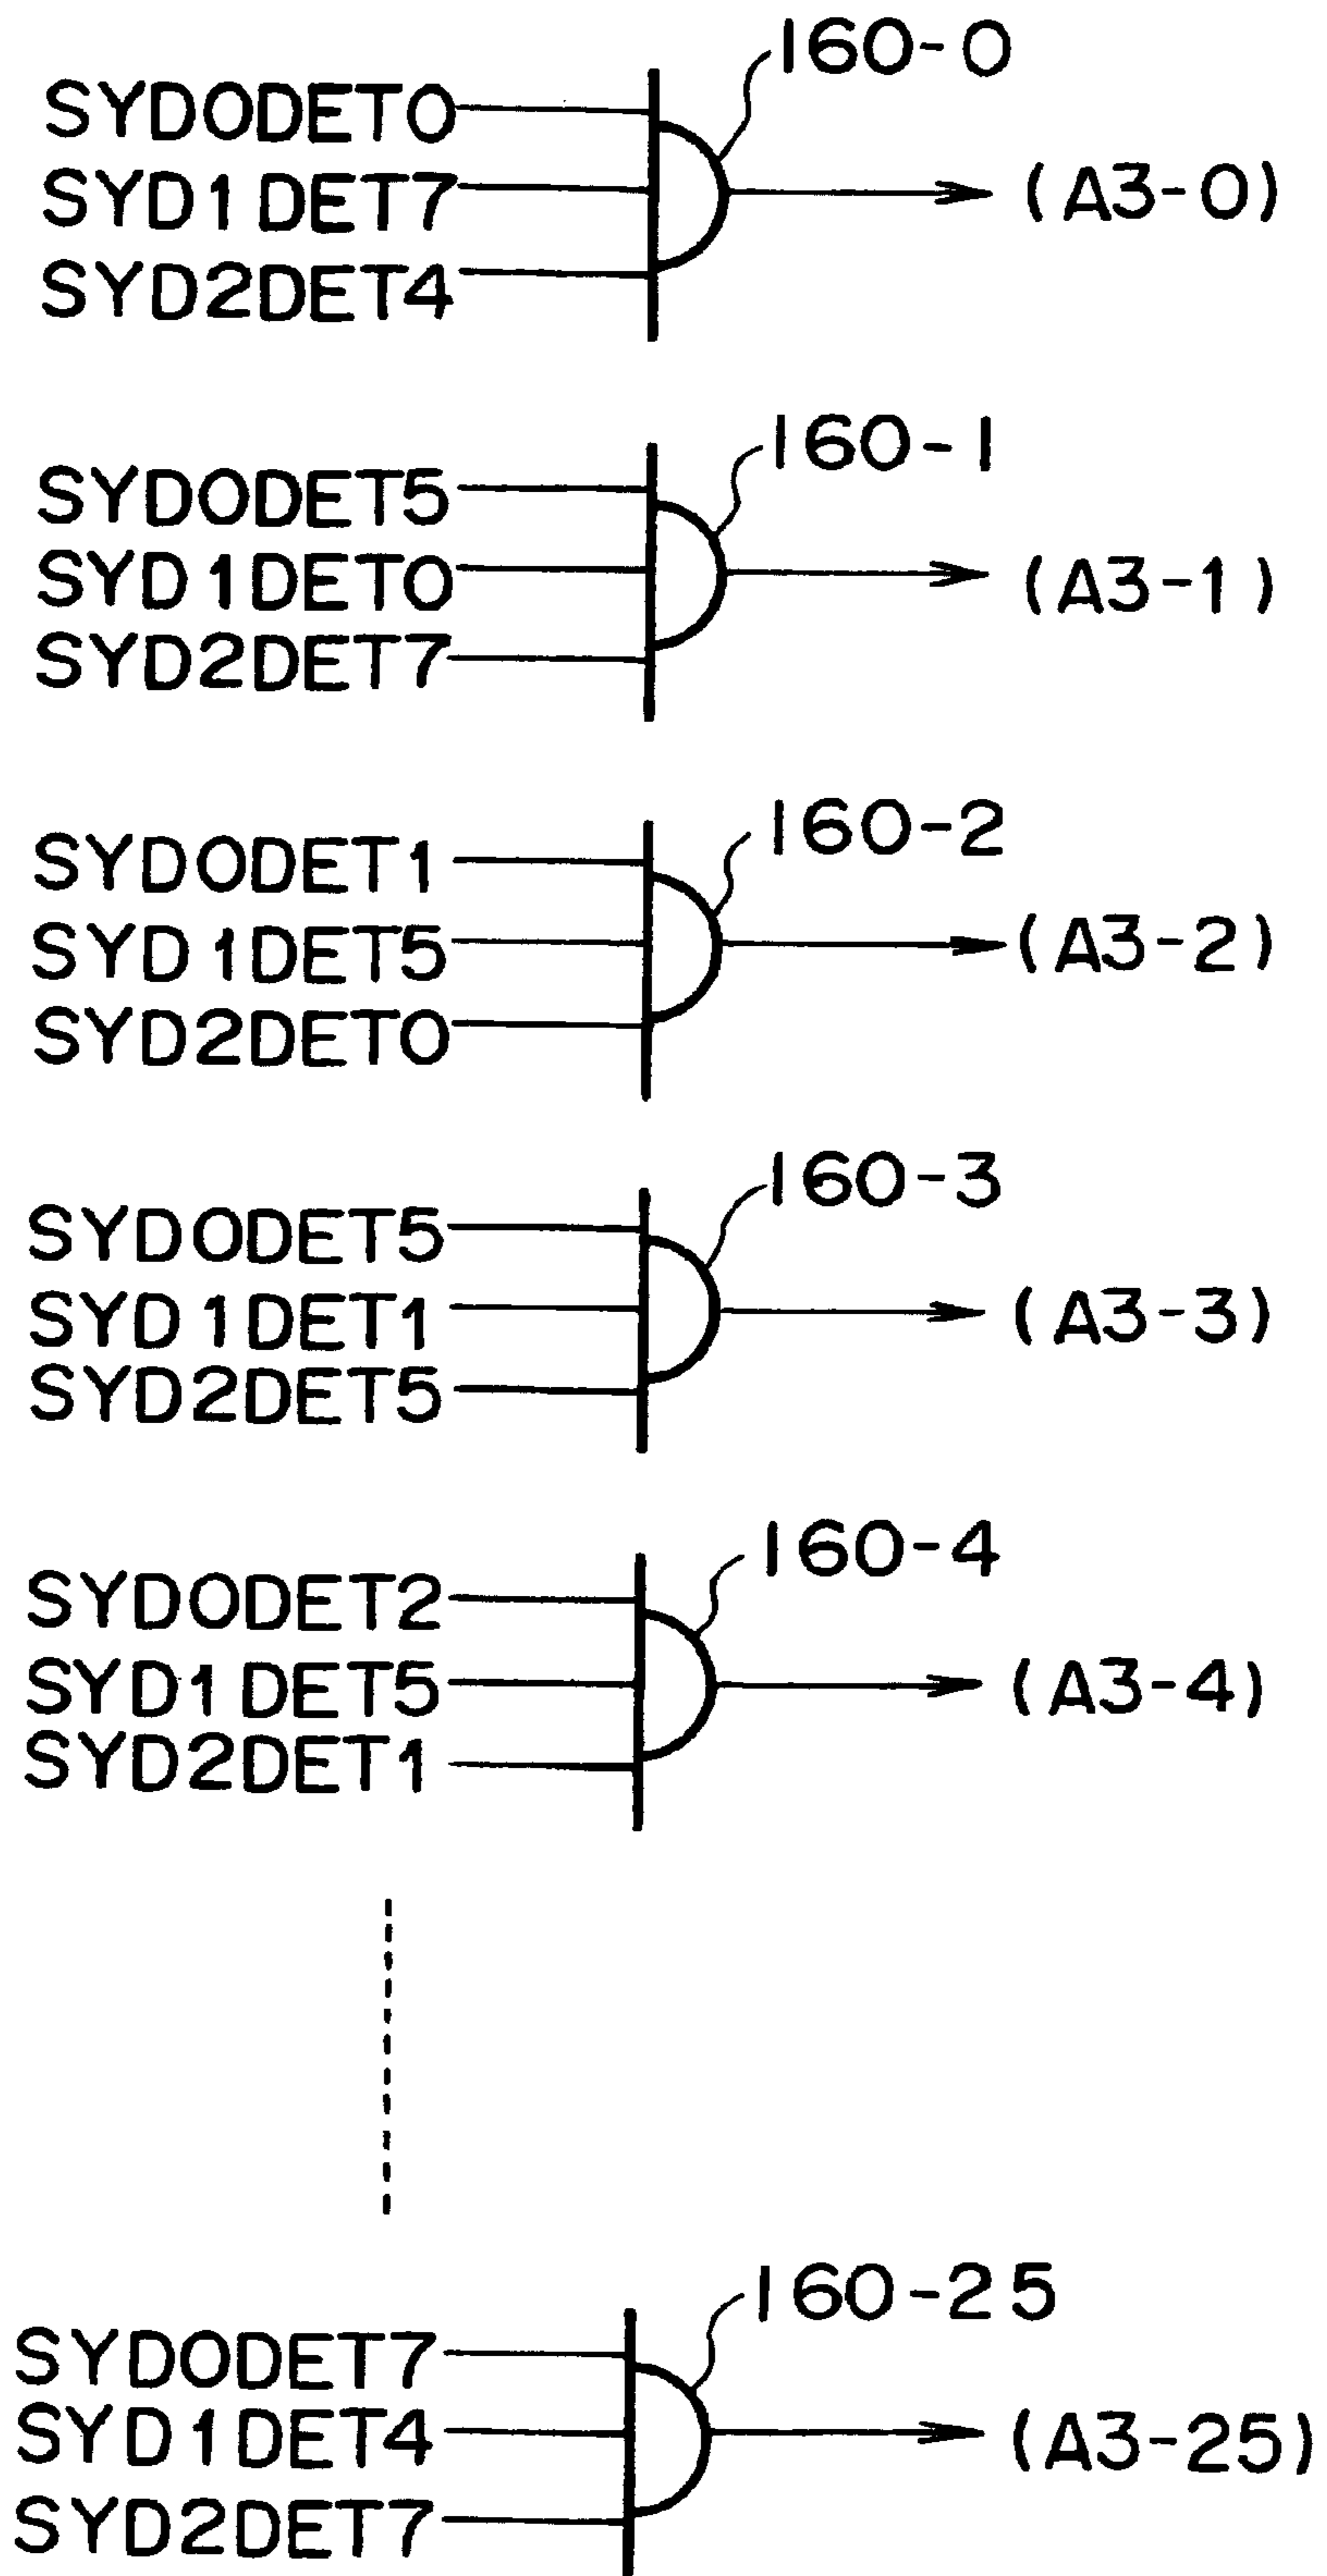 160-0
SYD0DET0
SYD1DET7
SYD2DET4
(A3-0)
160-1
SYD0DET5
SYD1DET0
SYD2DET7
(A3-1)
160-2
SYD0DET1
SYD1DET5
SYD2DET0
(A3-2)
160-3
SYD0DET5
SYD1DET1
SYD2DET5
(A3-3)
160-4
SYD0DET2
SYD1DET5
SYD2DET1
(A3-4)
160-25
SYD0DET7
SYD1DET4
SYD2DET7
(A3-25)